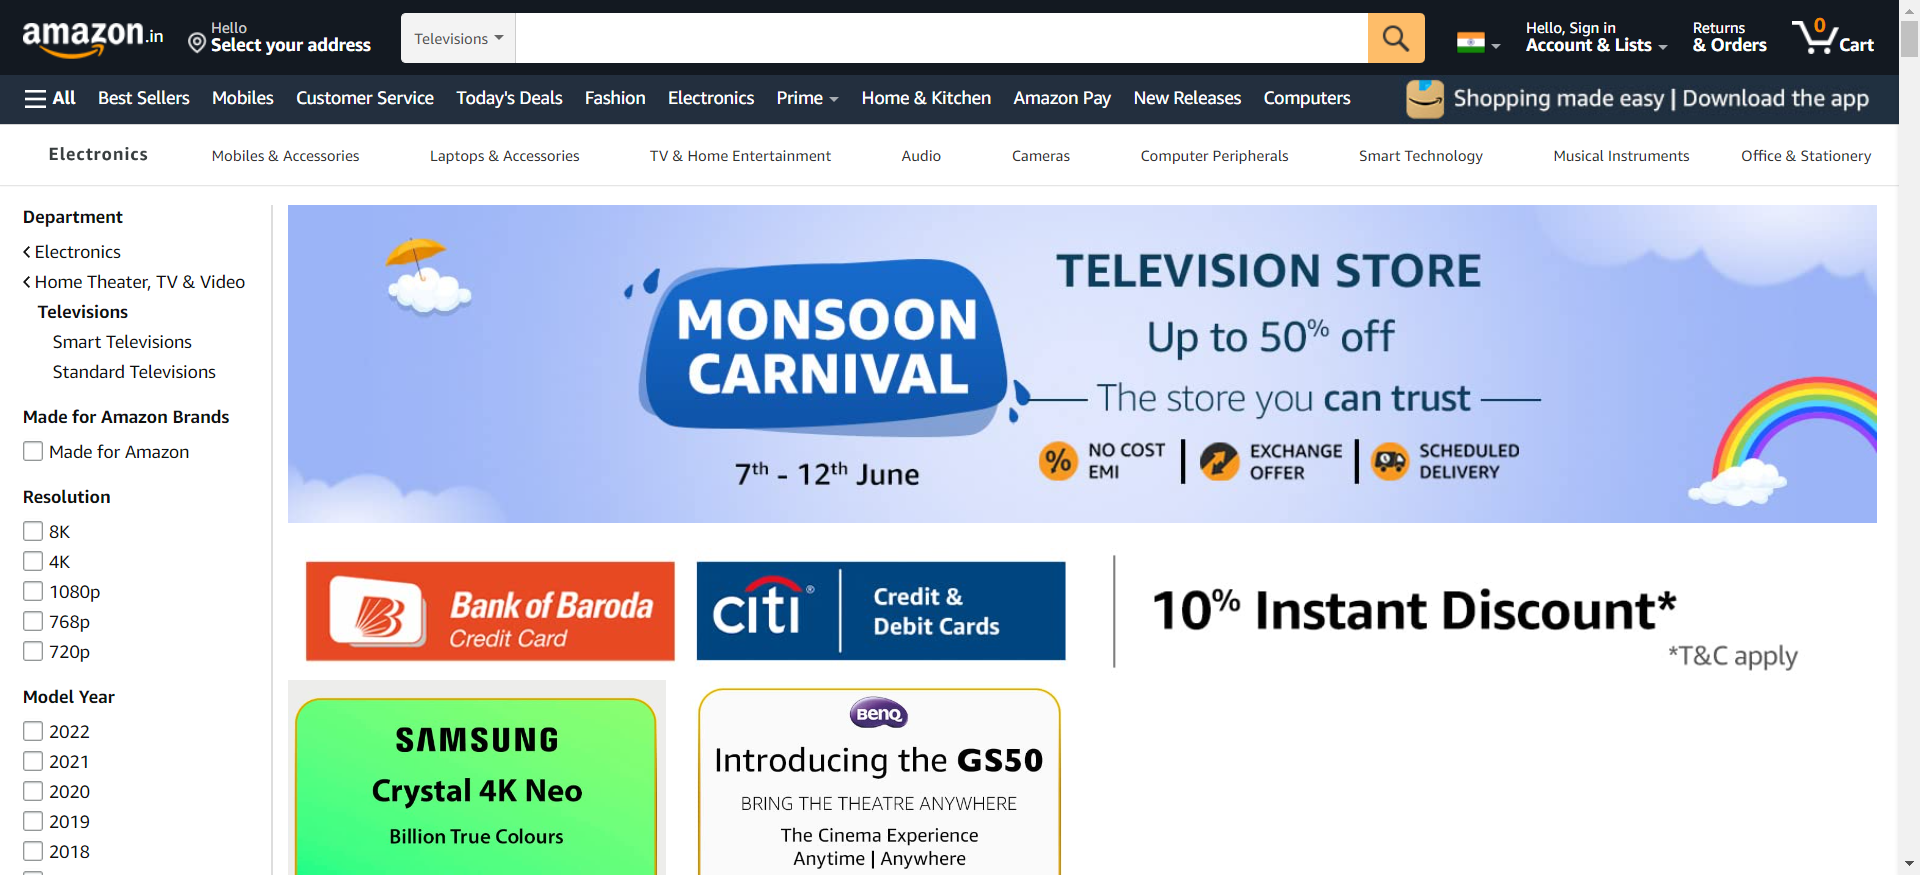 amazon.in
Hello
Select your address
Televisions
Hello, Sign in
Account & Lists
Returns
& Orders
0
Cart
All
Best Sellers
Mobiles
Customer Service
Today's Deals
Fashion
Electronics
Prime
Home & Kitchen
Amazon Pay
New Releases
Computers
Shopping made easy | Download the app
Electronics
Mobiles & Accessories
Laptops & Accessories
TV & Home Entertainment
Audio
Cameras
Computer Peripherals
Smart Technology
Musical Instruments
Office & Stationery
Department
Electronics
Home Theater, TV & Video
Televisions
Smart Televisions
Standard Televisions
Made for Amazon Brands
Made for Amazon
Resolution
8K
4K
1080p
768p
720p
Model Year
2022
2021
2020
2019
2018
MONSOON
CARNIVAL
7th - 12th June
TELEVISION STORE
Up to 50% off
The store you can trust
%
NO COST
EMI
EXCHANGE
OFFER
SCHEDULED
DELIVERY
Bank of Baroda
Credit Card
citi®
Credit &
Debit Cards
10% Instant Discount*
*T&C apply
SAMSUNG
Crystal 4K Neo
Billion True Colours
BenQ
Introducing the GS50
BRING THE THEATRE ANYWHERE
The Cinema Experience
Anytime | Anywhere